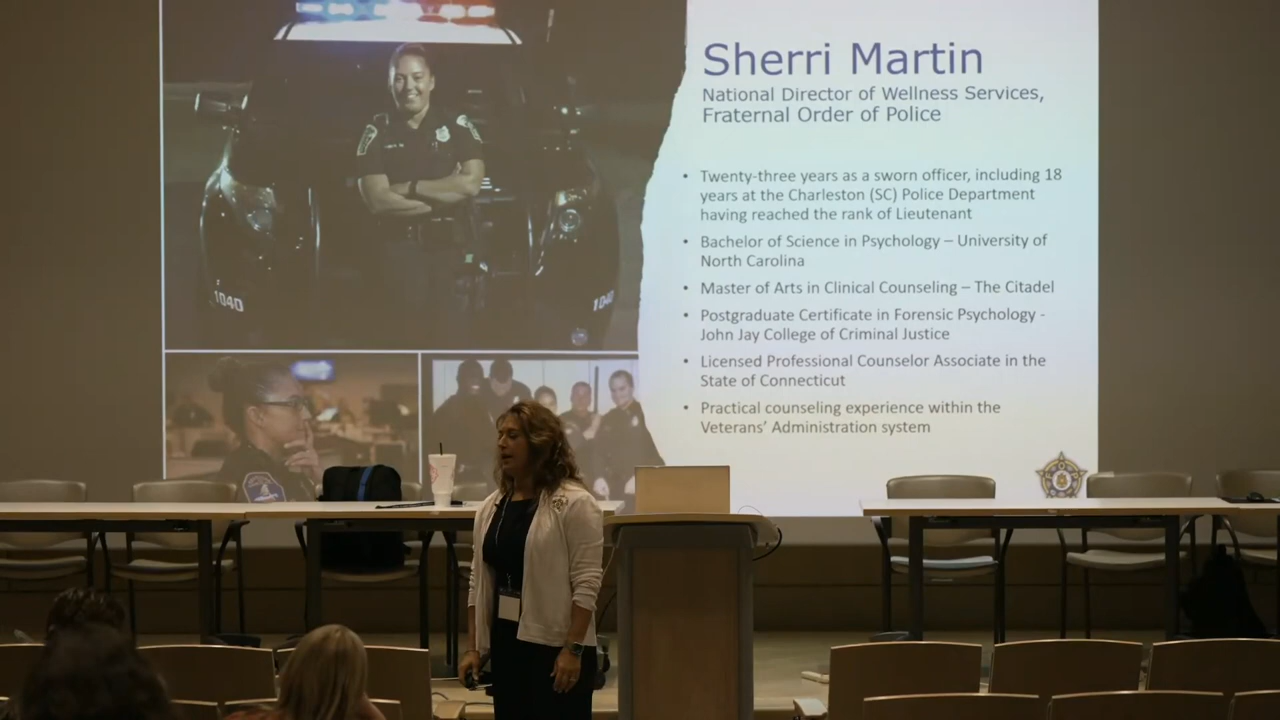 Sherri Martin
National Director of Wellness Services,
Fraternal Order of Police
• Twenty-three years as a sworn officer, including 18
years at the Charleston (SC) Police Department
having reached the rank of Lieutenant
• Bachelor of Science in Psychology – University of
North Carolina
• Master of Arts in Clinical Counseling – The Citadel
• Postgraduate Certificate in Forensic Psychology -
John Jay College of Criminal Justice
• Licensed Professional Counselor Associate in the
State of Connecticut
• Practical counseling experience within the
Veterans’ Administration system
1040
104